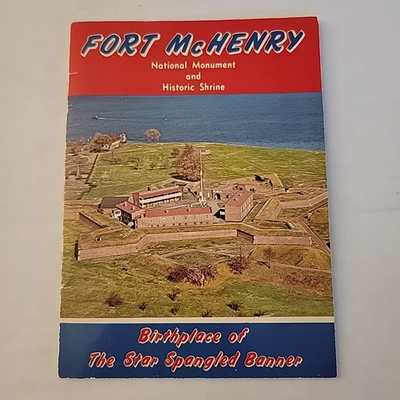 FORT McHENRY
National Monument
and
Historic Shrine
Birthplace of
The Star Spangled Banner